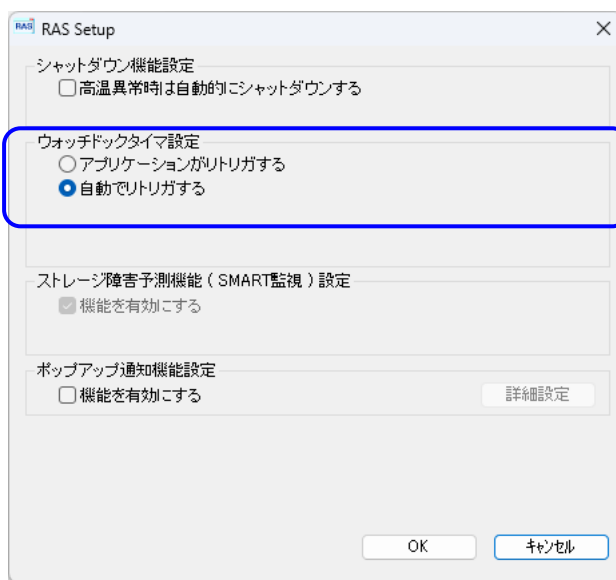 RAS RAS Setup
シャットダウン機能設定
高温異常時は自動的にシャットダウンする
ウォッチドックタイマ設定
アプリケーションがリトリガする
自動でリトリガする
ストレージ障害予測機能 ( SMART監視 ) 設定
機能を有効にする
ポップアップ通知機能設定
機能を有効にする 詳細設定
OK キャンセル